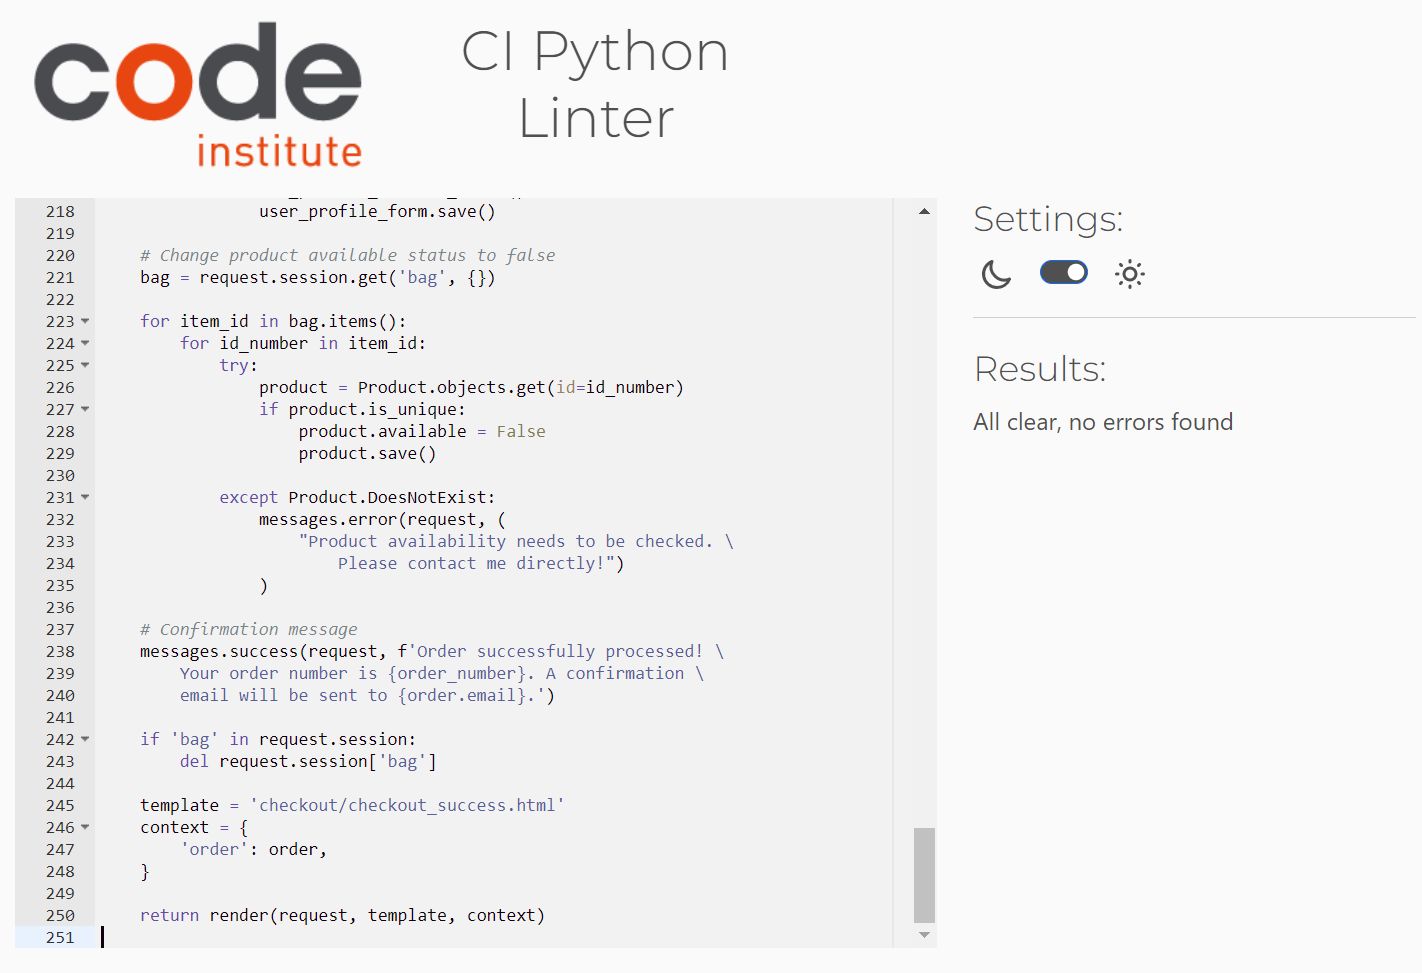 code
institute
CI Python
Linter
218 user_profile_form.save()
219
220 # Change product available status to false
221 bag = request.session.get('bag', {})
222
223 for item_id in bag.items():
224 for id_number in item_id:
225 try:
226 product = Product.objects.get(id=id_number)
227 if product.is_unique:
228 product.available = False
229 product.save()
230
231 except Product.DoesNotExist:
232 messages.error(request, (
233 "Product availability needs to be checked. \
234 Please contact me directly!")
235 )
236
237 # Confirmation message
238 messages.success(request, f'Order successfully processed! \
239 Your order number is {order_number}. A confirmation \
240 email will be sent to {order.email}.')
241
242 if 'bag' in request.session:
243 del request.session['bag']
244
245 template = 'checkout/checkout_success.html'
246 context = {
247 'order': order,
248 }
249
250 return render(request, template, context)
251
Settings:
Results:
All clear, no errors found